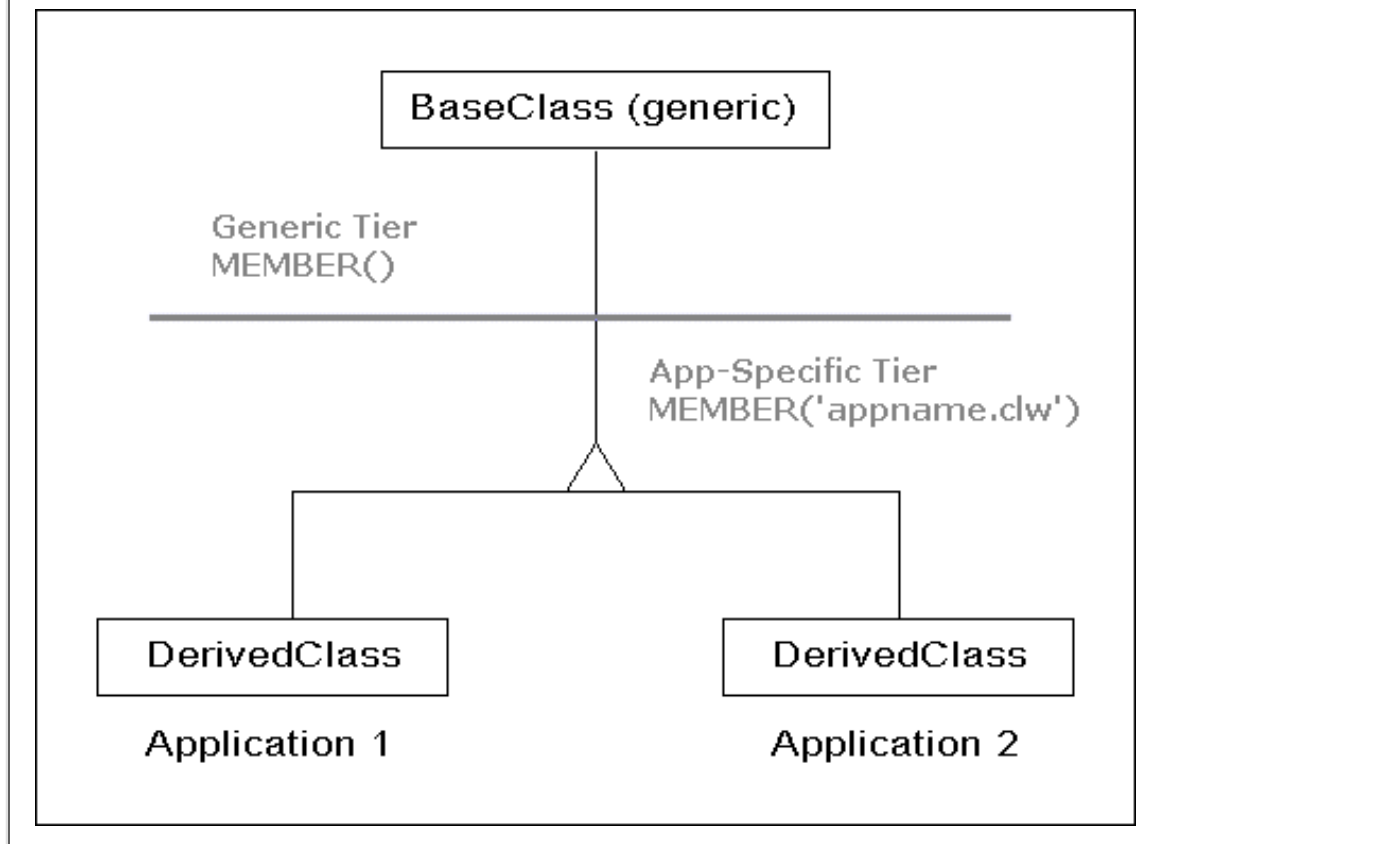 BaseClass (generic)
Generic Tier
MEMBER()
App-Specific Tier
MEMBER('appname.clw')
DerivedClass
DerivedClass
Application 1
Application 2